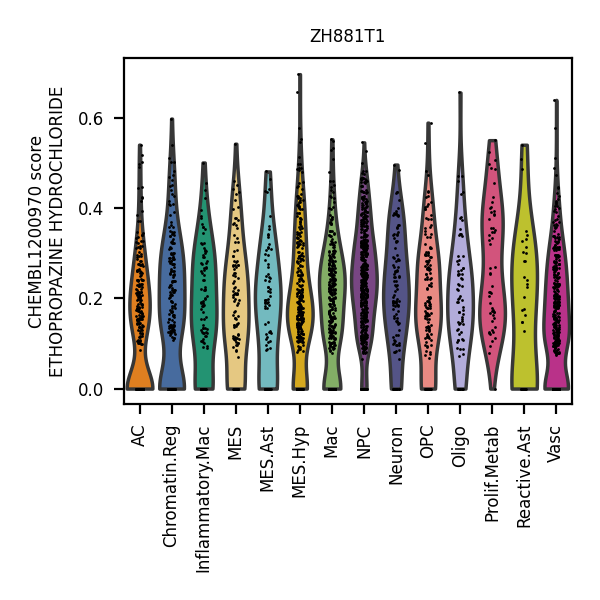 ZH881T1
CHEMBL1200970 score
ETHOPROPAZINE HYDROCHLORIDE
0.6
0.4
0.2
0.0
AC
Chromatin.Reg
Inflammatory.Mac
MES
MES.Ast
MES.Hyp
Mac
NPC
Neuron
OPC
Oligo
Prolif.Metab
Reactive.Ast
Vasc